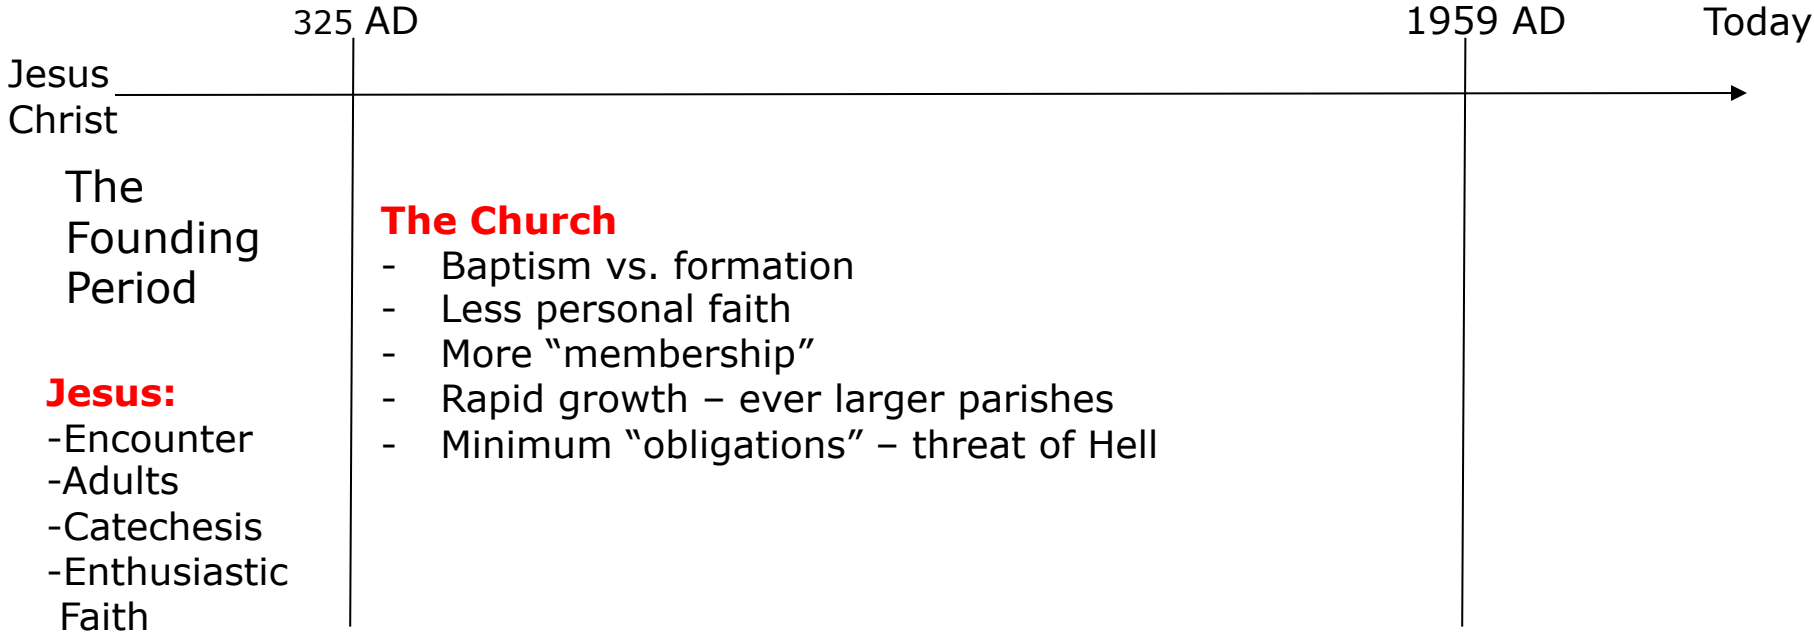 325 AD
1959 AD
Today
Jesus
Christ
The
Founding
Period
Jesus:
-Encounter
-Adults
-Catechesis
-Enthusiastic
Faith
The Church
- Baptism vs. formation
- Less personal faith
- More “membership”
- Rapid growth – ever larger parishes
- Minimum “obligations” – threat of Hell